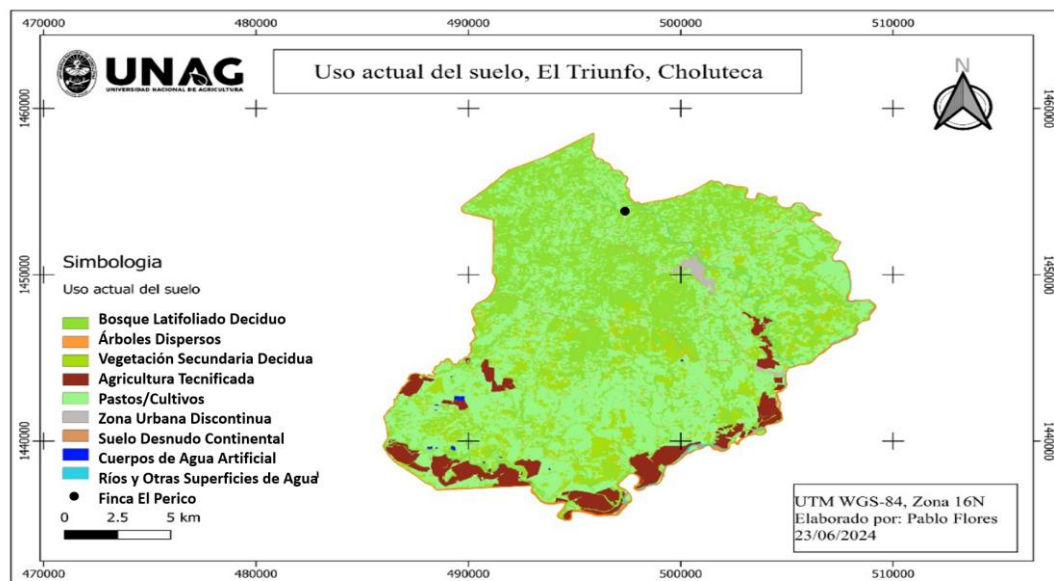 470000 480000 490000 500000 510000
UNAG
UNIVERSIDAD NACIONAL DE AGRICULTURA
Uso actual del suelo, El Triunfo, Choluteca
N
1460000 1460000
1450000 1450000
1440000 1440000
Simbologia
Uso actual del suelo
Bosque Latifoliado Deciduo
Árboles Dispersos
Vegetación Secundaria Decidua
Agricultura Tecnificada
Pastos/Cultivos
Zona Urbana Discontinua
Suelo Desnudo Continental
Cuerpos de Agua Artificial
Ríos y Otras Superficies de Agua
Finca El Perico
0 2.5 5 km
UTM WGS-84, Zona 16N
Elaborado por: Pablo Flores
23/06/2024
470000 480000 490000 500000 510000